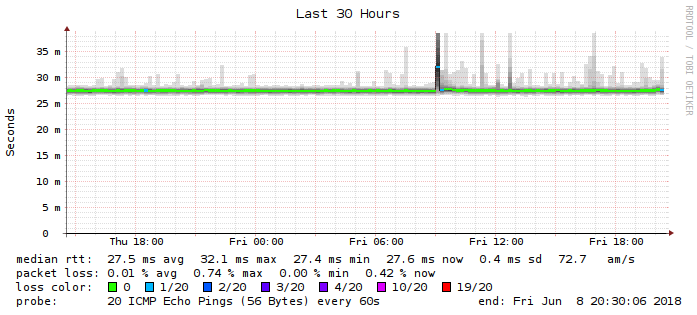 Last 30 Hours
RRDTOOL / TOBI OETIKER
Seconds
35 m
30 m
25 m
20 m
15 m
10 m
5 m
0
Thu 18:00 Fri 00:00 Fri 06:00 Fri 12:00 Fri 18:00
median rtt: 27.5 ms avg 32.1 ms max 27.4 ms min 27.6 ms now 0.4 ms sd 72.7 am/s
packet loss: 0.01 % avg 0.74 % max 0.00 % min 0.42 % now
loss color: 0 1/20 2/20 3/20 4/20 10/20 19/20
probe: 20 ICMP Echo Pings (56 Bytes) every 60s end: Fri Jun 8 20:30:06 2018